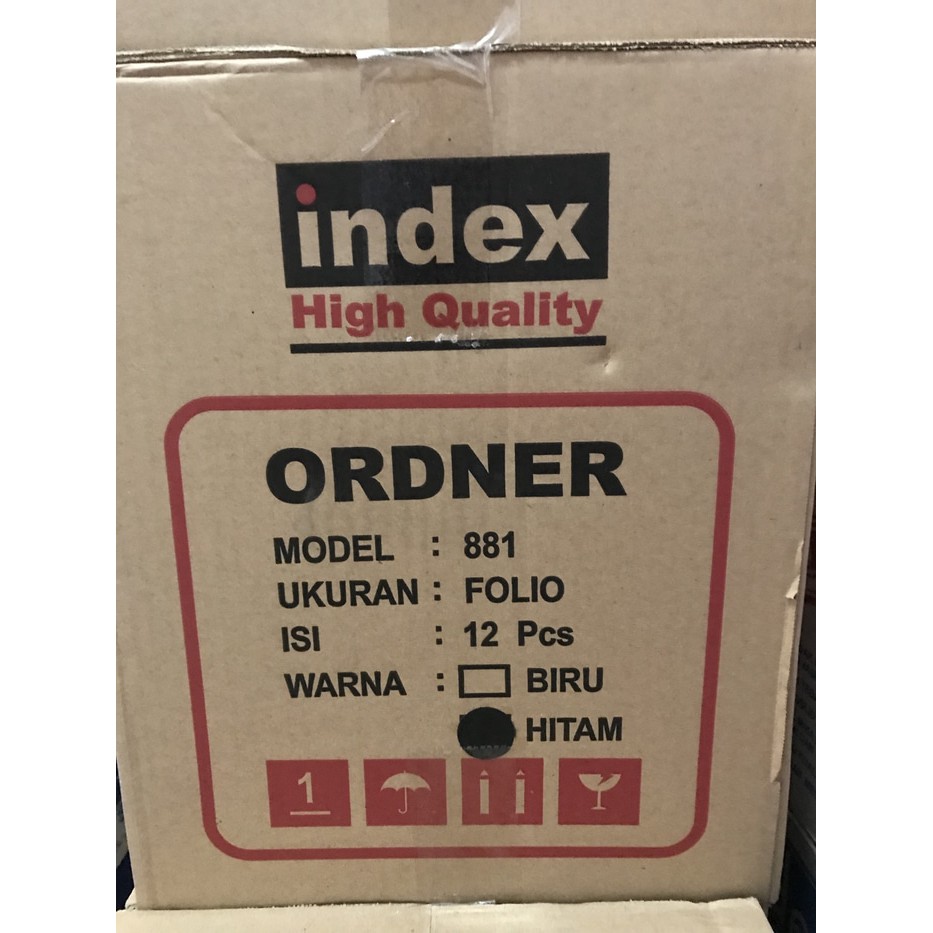 index
High Quality
ORDNER
MODEL : 881
UKURAN : FOLIO
ISI : 12 Pcs
WARNA : BIRU
HITAM
1